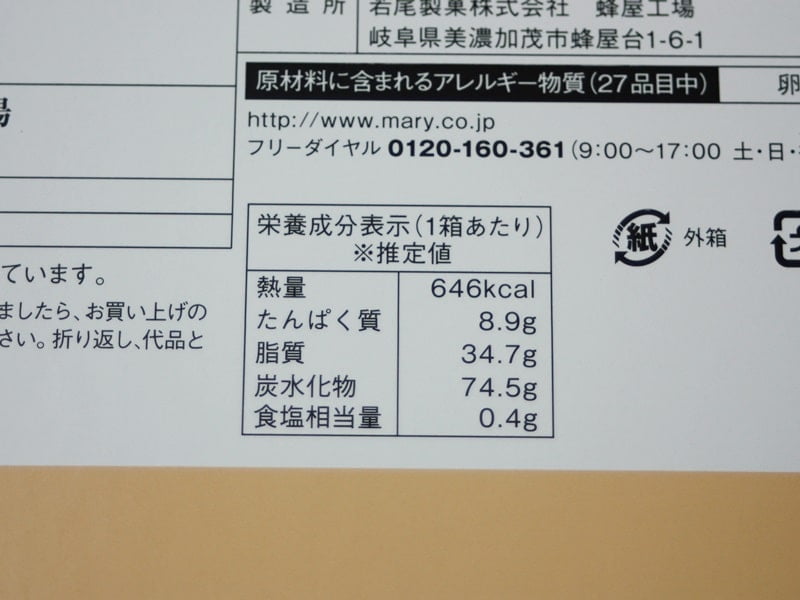 製造所 若尾製菓株式会社 蜂屋工場
岐阜県美濃加茂市蜂屋台1-6-1
原材料に含まれるアレルギー物質(27品目中) 卵
場
http://www.mary.co.jp
フリーダイヤル 0120-160-361(9:00〜17:00 土・日・
栄養成分表示(1箱あたり)
※推定値
熱量 646kcal
たんぱく質 8.9g
脂質 34.7g
炭水化物 74.5g
食塩相当量 0.4g
紙 外箱
ています。
ましたら、お買い上げの
さい。折り返し、代品と